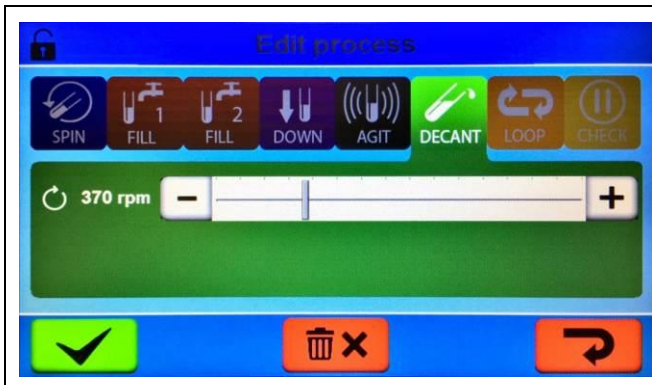 Edit process
SPIN
1
FILL
2
FILL
DOWN
AGIT
DECANT
LOOP
CHECK
370 rpm